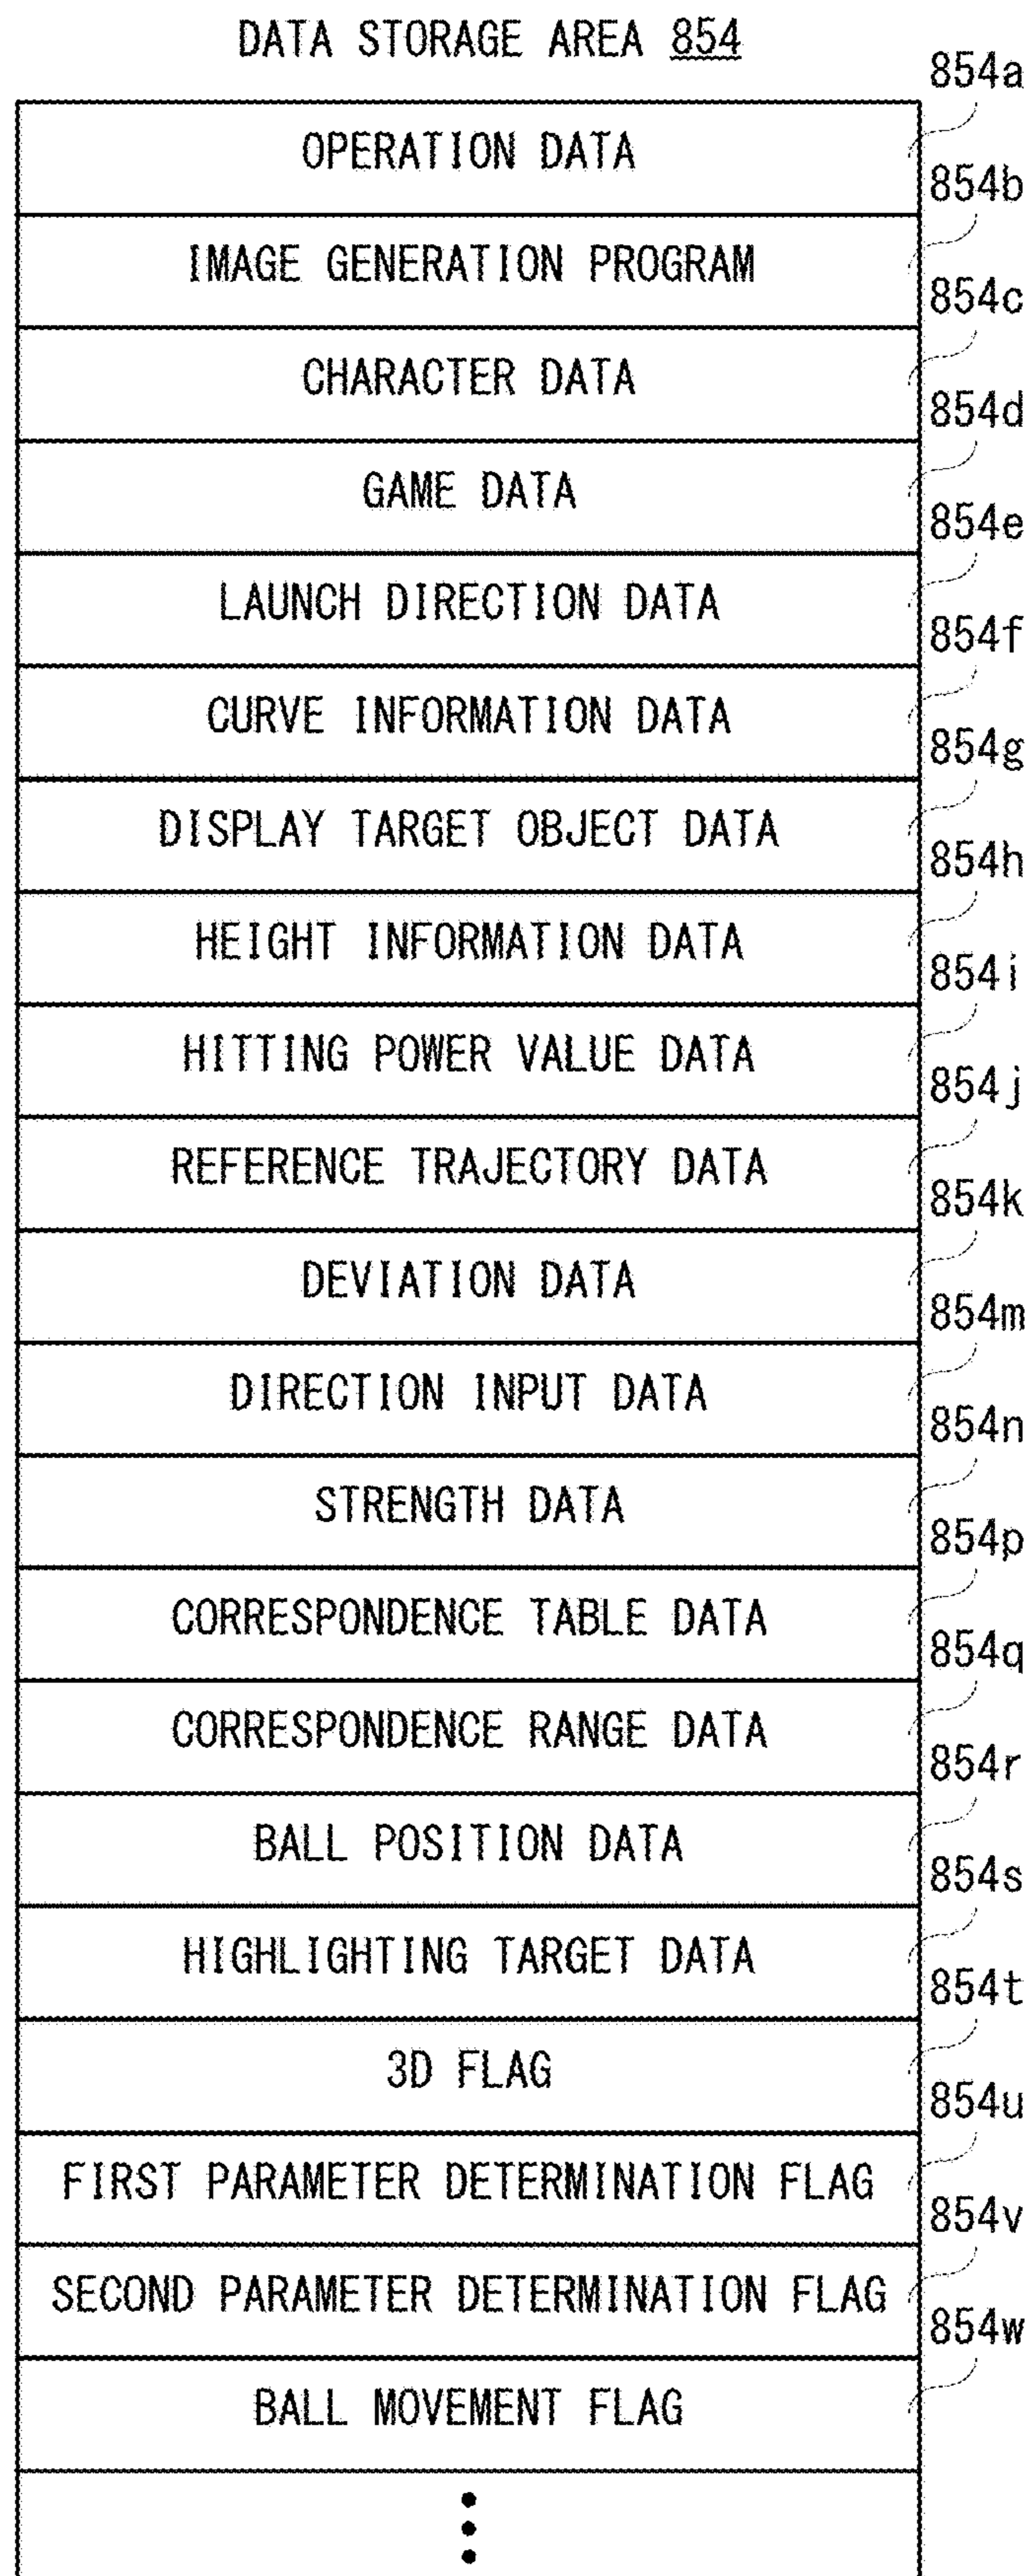 DATA STORAGE AREA 854
854a
OPERATION DATA
854b
IMAGE GENERATION PROGRAM
854c
CHARACTER DATA
854d
GAME DATA
854e
LAUNCH DIRECTION DATA
854f
CURVE INFORMATION DATA
854g
DISPLAY TARGET OBJECT DATA
854h
HEIGHT INFORMATION DATA
854i
HITTING POWER VALUE DATA
854j
REFERENCE TRAJECTORY DATA
854k
DEVIATION DATA
854m
DIRECTION INPUT DATA
854n
STRENGTH DATA
854p
CORRESPONDENCE TABLE DATA
854q
CORRESPONDENCE RANGE DATA
854r
BALL POSITION DATA
854s
HIGHLIGHTING TARGET DATA
854t
3D FLAG
854u
FIRST PARAMETER DETERMINATION FLAG
854v
SECOND PARAMETER DETERMINATION FLAG
854w
BALL MOVEMENT FLAG